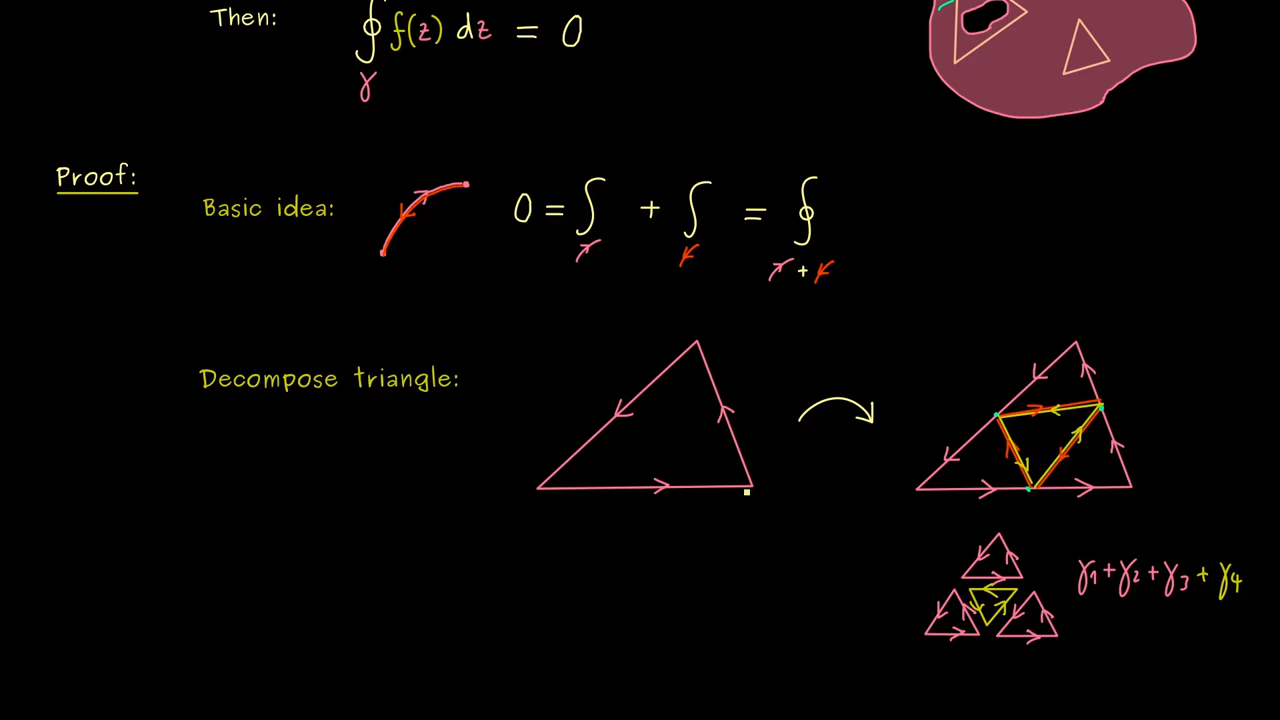 Then: ∮ f(z) dz = 0
γ
Proof:
Basic idea: 0 = ∫ + ∫ = ∮
+
Decompose triangle:
γ1 + γ2 + γ3 + γ4